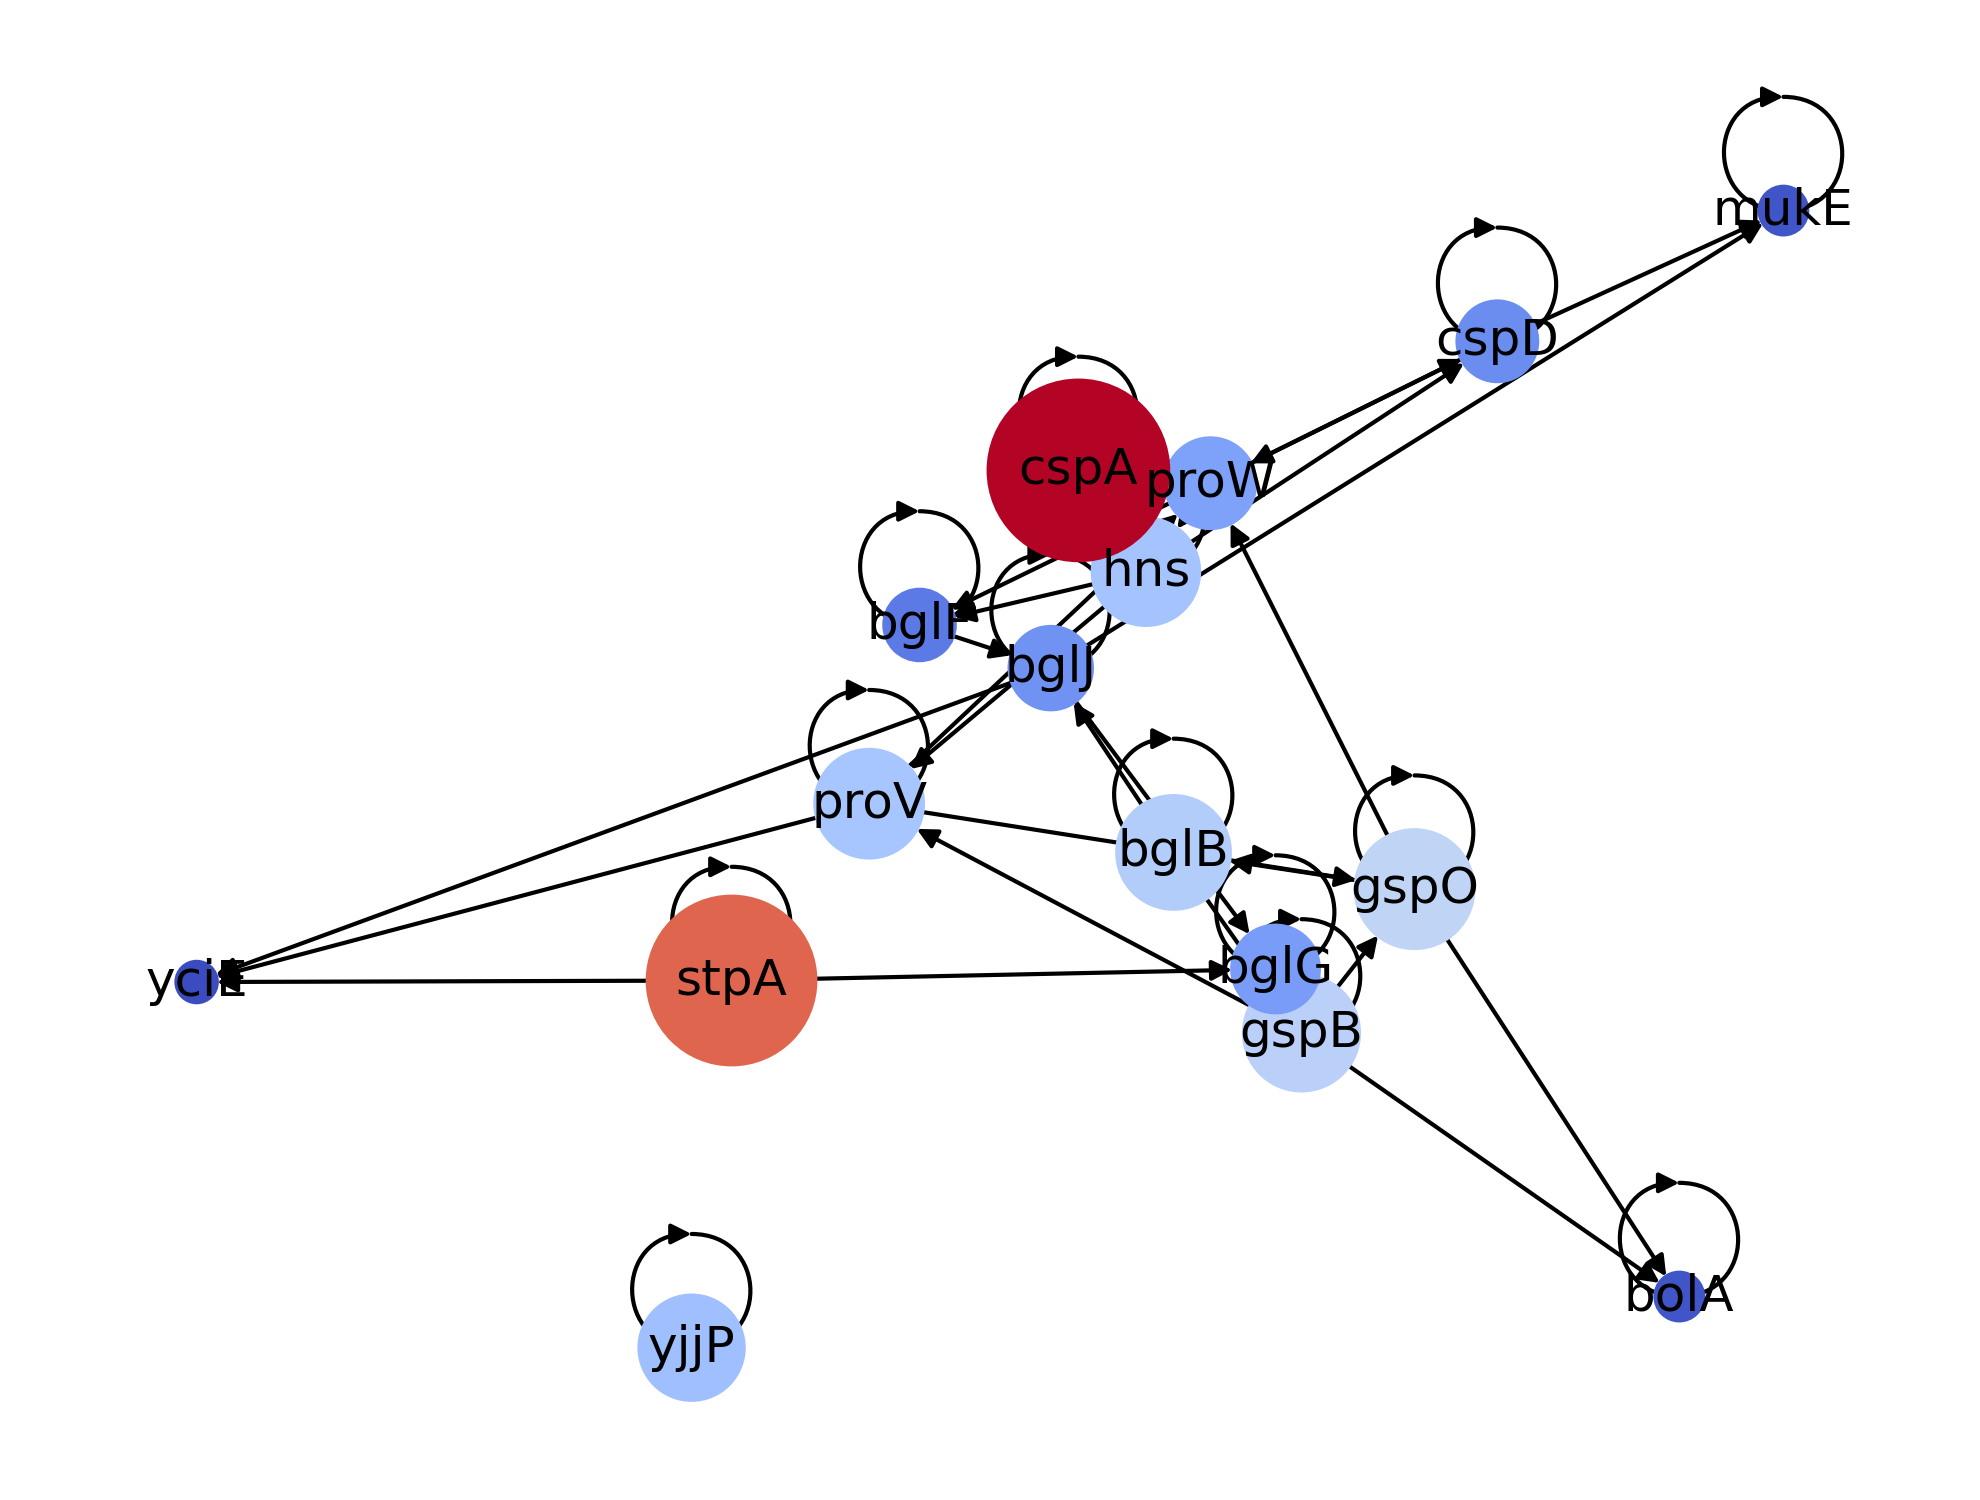 mukE
cspD
cspA
proW
hns
bglF
bglJ
proV
bglB
gspO
bglG
yciE
stpA
gspB
bolA
yjjP